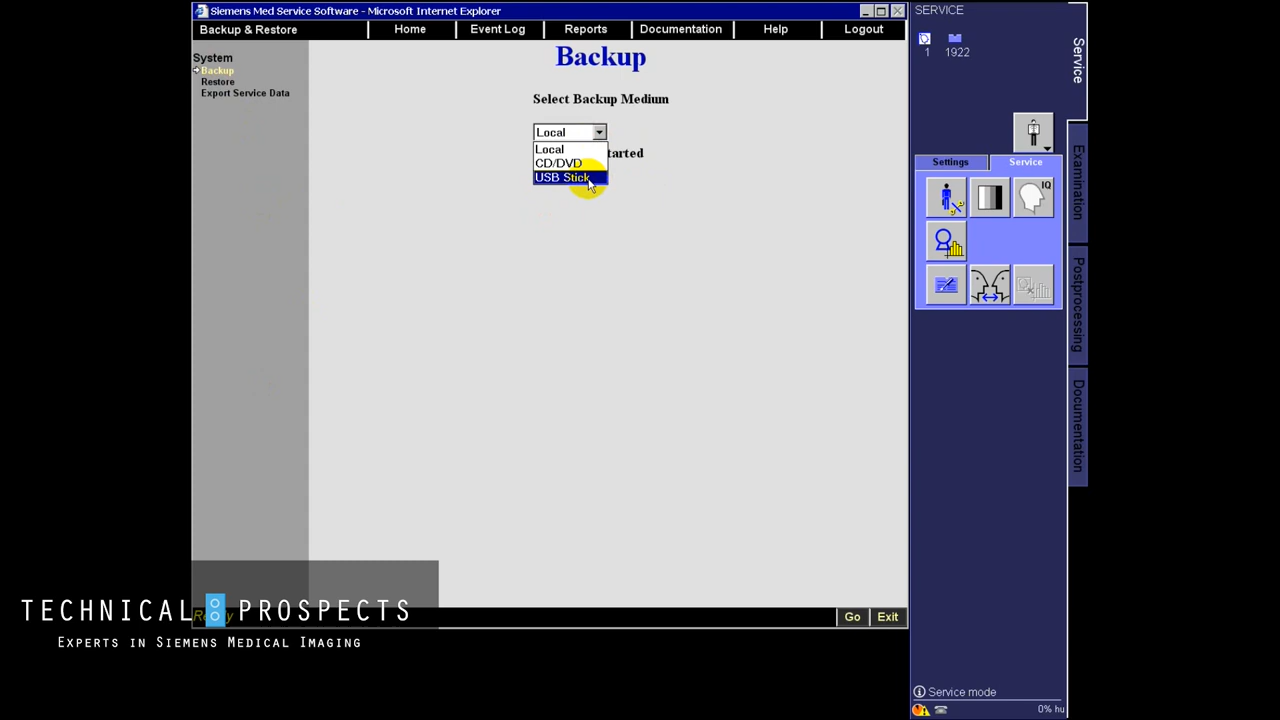 Siemens Med Service Software - Microsoft Internet Explorer
Backup & Restore
Home
Event Log
Reports
Documentation
Help
Logout
System
Backup
Restore
Export Service Data
Backup
Select Backup Medium
Local
Local
CD/DVD
USB Stick
tarted
TECHNICAL PROSPECTS
EXPERTS IN SIEMENS MEDICAL IMAGING
Go
Exit
SERVICE
1
1922
Settings
Service
IQ
Service
Examination
Postprocessing
Documentation
Service mode
0% hu